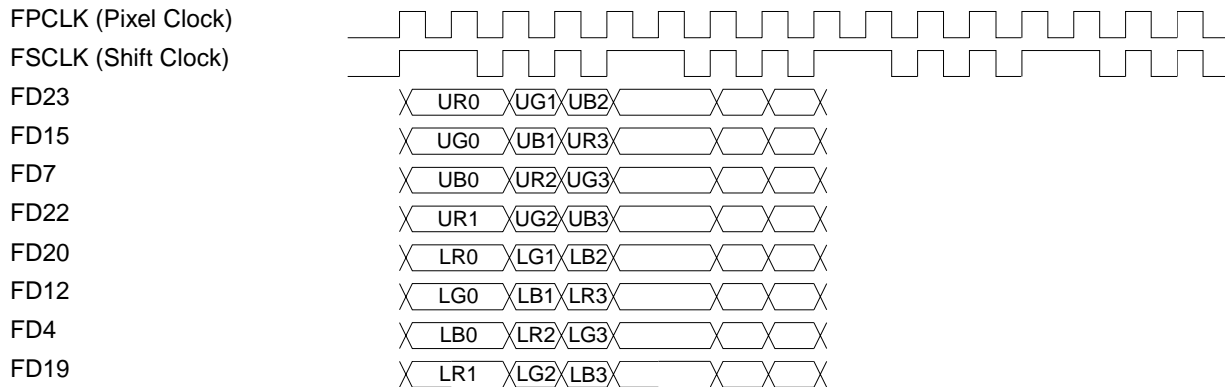 FPCLK (Pixel Clock)
FSCLK (Shift Clock)
FD23 UR0 UG1 UB2
FD15 UG0 UB1 UR3
FD7 UB0 UR2 UG3
FD22 UR1 UG2 UB3
FD20 LR0 LG1 LB2
FD12 LG0 LB1 LR3
FD4 LB0 LR2 LG3
FD19 LR1 LG2 LB3